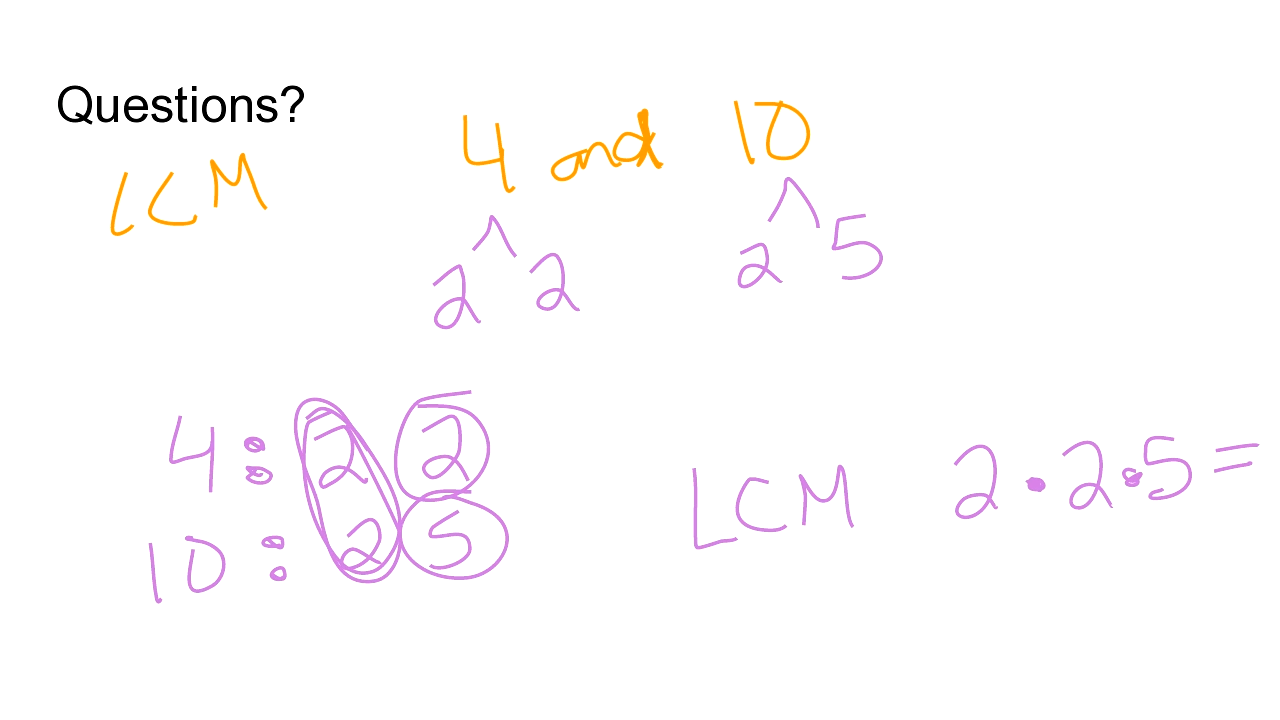 Questions?
LCM
4 and 10
2 2 2 5
4: 2 2
10: 2 5
LCM 2 · 2 · 5 =